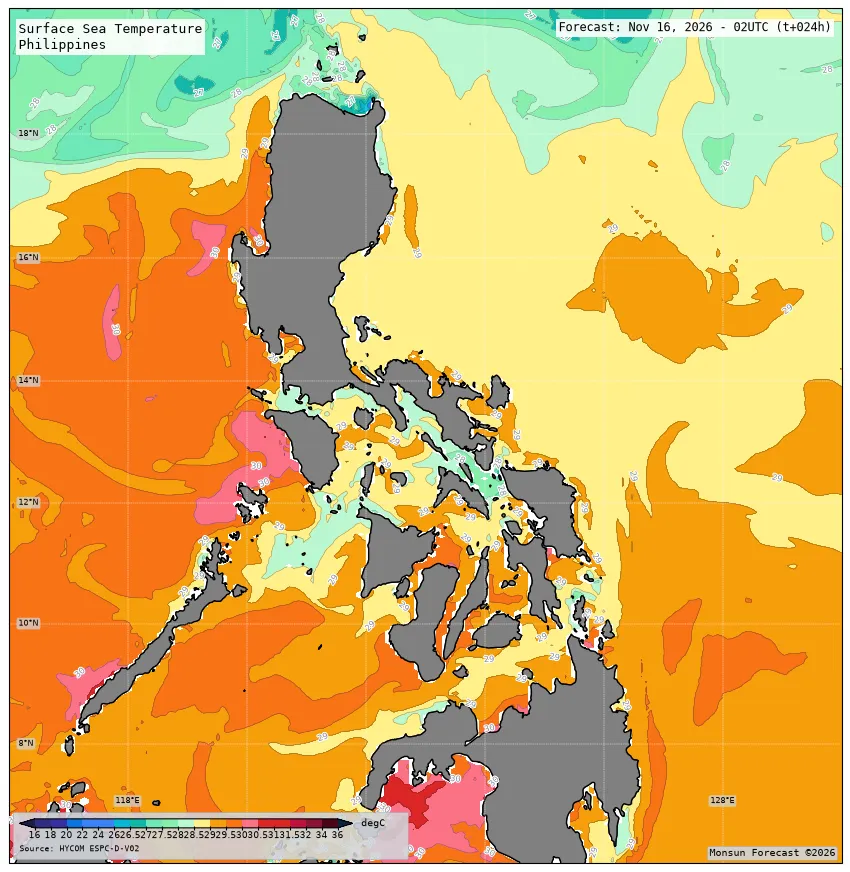 Surface Sea Temperature
Philippines
Forecast: Nov 16, 2026 - 02UTC (t+024h)
18°N
16°N
14°N
12°N
10°N
8°N
118°E
128°E
16 18 20 22 24 26 26.5 27 27.5 28 28.5 29 29.5 30 30.5 31 31.5 32 34 36 degC
Source: HYCOM ESPC-D-V02
Monsun Forecast ©2026